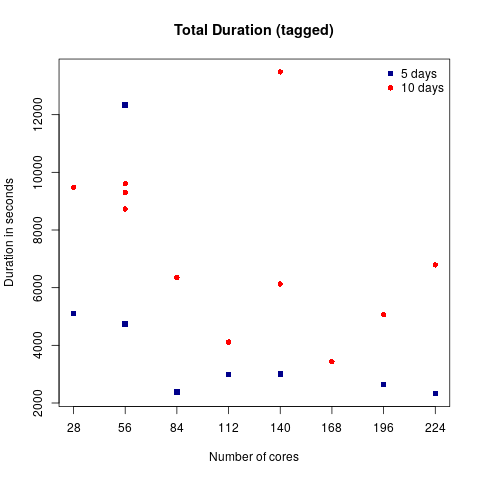 Total Duration (tagged)
5 days
10 days
Duration in seconds
12000
10000
8000
6000
4000
2000
28 56 84 112 140 168 196 224
Number of cores